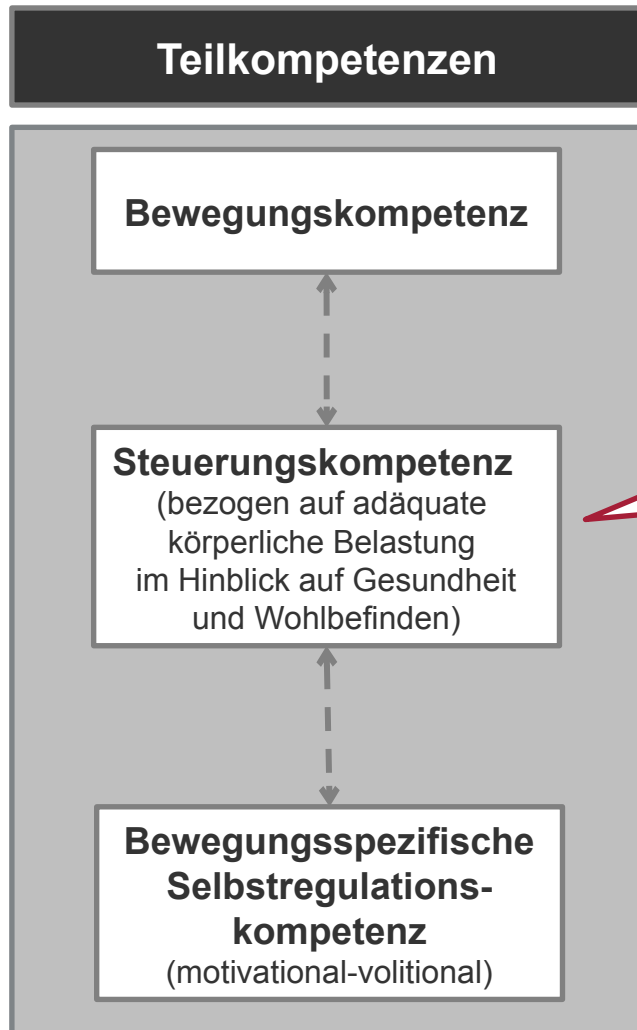 Teilkompetenzen
Bewegungskompetenz
Steuerungskompetenz
(bezogen auf adäquate
körperliche Belastung
im Hinblick auf Gesundheit
und Wohlbefinden)
Bewegungsspezifische
Selbstregulations-
kompetenz
(motivational-volitional)